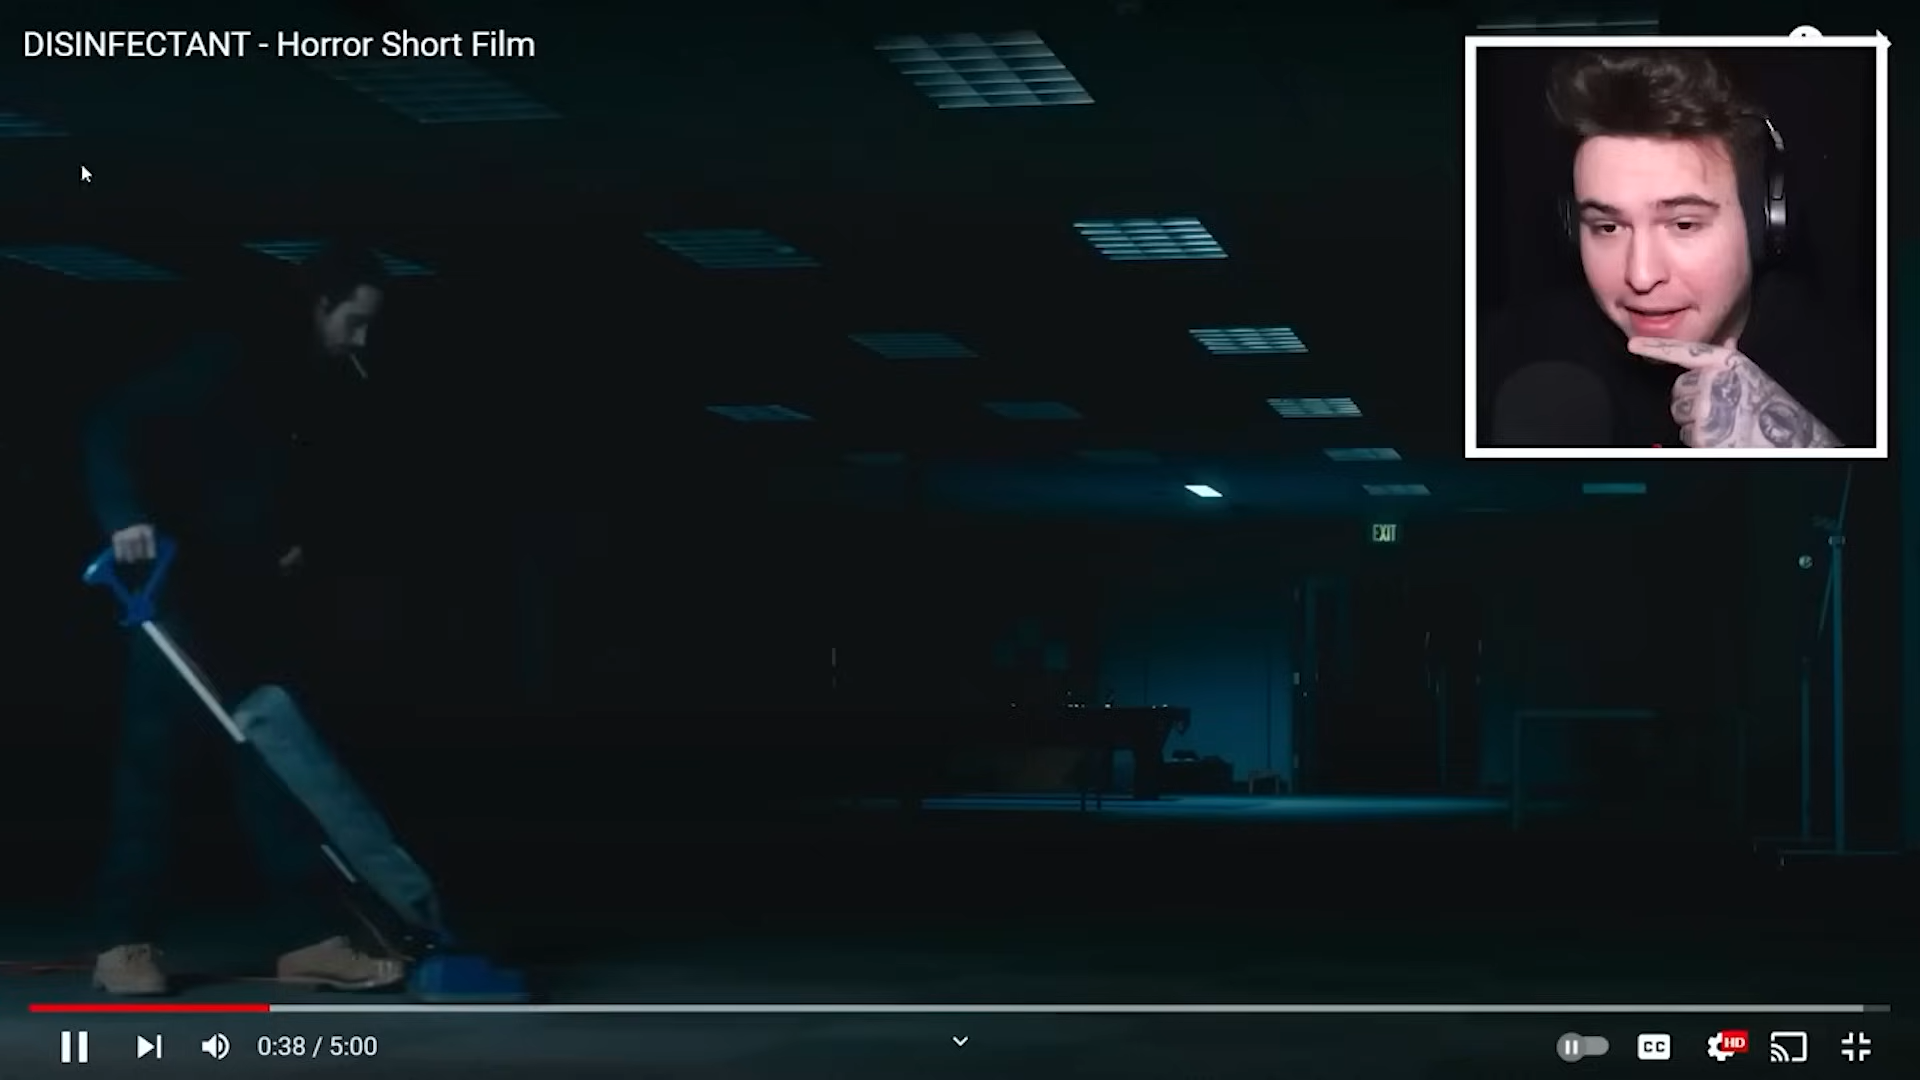 DISINFECTANT - Horror Short Film
EXIT
0:38 / 5:00
CC
HD